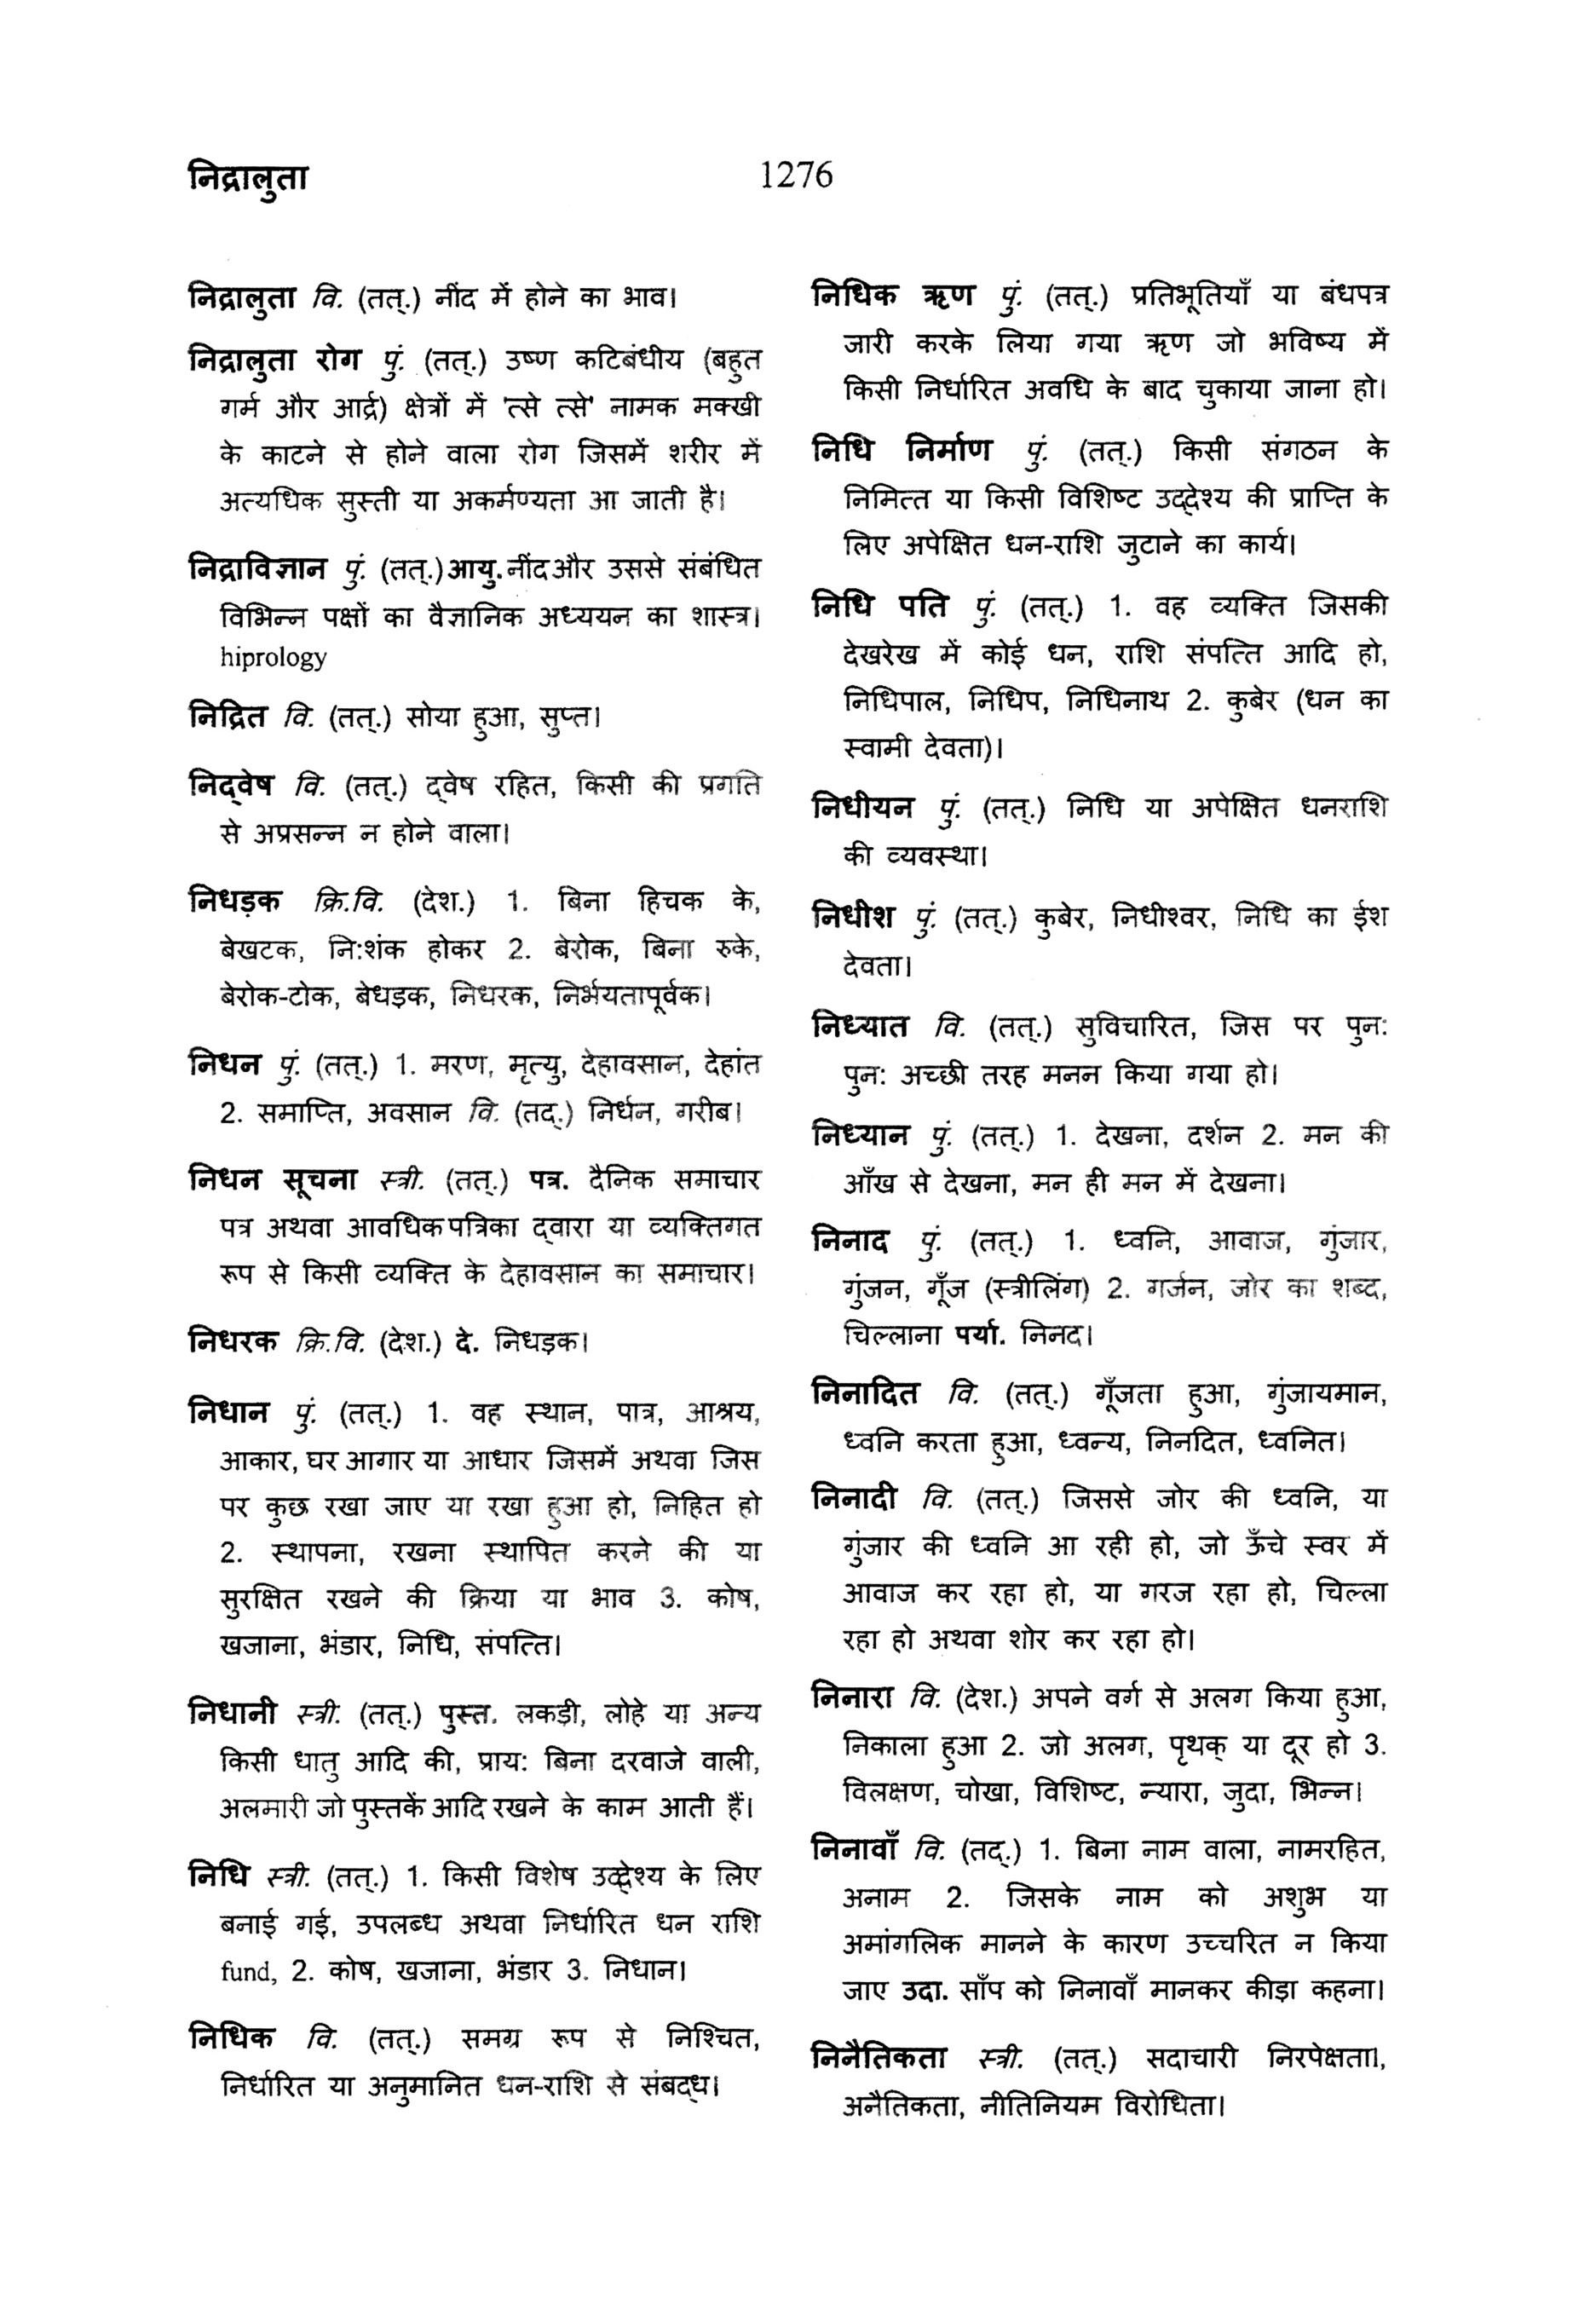 निद्रालुता
1276
निद्रालुता वि. (तत्.) नींद में होने का भाव।
निद्रालुता रोग पुं. (तत्.) उष्ण कटिबंधीय (बहुत
गर्म और आर्द्र) क्षेत्रों में 'त्से त्से' नामक मक्खी
के काटने से होने वाला रोग जिसमें शरीर में
अत्यधिक सुस्ती या अकर्मण्यता आ जाती है।
निद्राविज्ञान पुं. (तत्.) आयु. नींद और उससे संबंधित
विभिन्न पक्षों का वैज्ञानिक अध्ययन का शास्त्र।
hiprology
निद्रित वि. (तत्.) सोया हुआ, सुप्त।
निद्वेष वि. (तत्.) द्वेष रहित, किसी की प्रगति
से अप्रसन्न न होने वाला।
निधड़क क्रि.वि. (देश.) 1. बिना हिचक के,
बेखटक, नि:शंक होकर 2. बेरोक, बिना रुके,
बेरोक-टोक, बेधड़क, निधरक, निर्भयतापूर्वक।
निधन पुं. (तत्.) 1. मरण, मृत्यु, देहावसान, देहांत
2. समाप्ति, अवसान वि. (तद्.) निर्धन, गरीब।
निधन सूचना स्त्री. (तत्.) पत्र. दैनिक समाचार
पत्र अथवा आवधिक पत्रिका द्वारा या व्यक्तिगत
रूप से किसी व्यक्ति के देहावसान का समाचार।
निधरक क्रि.वि. (देश.) दे. निधड़क।
निधान पुं. (तत्.) 1. वह स्थान, पात्र, आश्रय,
आकार, घर आगार या आधार जिसमें अथवा जिस
पर कुछ रखा जाए या रखा हुआ हो, निहित हो
2. स्थापना, रखना स्थापित करने की या
सुरक्षित रखने की क्रिया या भाव 3. कोष,
खजाना, भंडार, निधि, संपत्ति।
निधानी स्त्री. (तत्.) पुस्त. लकड़ी, लोहे या अन्य
किसी धातु आदि की, प्राय: बिना दरवाजे वाली,
अलमारी जो पुस्तकें आदि रखने के काम आती हैं।
निधि स्त्री. (तत्.) 1. किसी विशेष उद्द्देश्य के लिए
बनाई गई, उपलब्ध अथवा निर्धारित धन राशि
fund, 2. कोष, खजाना, भंडार 3. निधान।
निधिक वि. (तत्.) समग्र रूप से निश्चित,
निर्धारित या अनुमानित धन-राशि से संबद्ध।
निधिक ऋण पुं. (तत्.) प्रतिभूतियाँ या बंधपत्र
जारी करके लिया गया ऋण जो भविष्य में
किसी निर्धारित अवधि के बाद चुकाया जाना हो।
निधि निर्माण पुं. (तत्.) किसी संगठन के
निमित्त या किसी विशिष्ट उद्देश्य की प्राप्ति के
लिए अपेक्षित धन-राशि जुटाने का कार्य।
निधि पति पुं. (तत्.) 1. वह व्यक्ति जिसकी
देखरेख में कोई धन, राशि संपत्ति आदि हो,
निधिपाल, निधिप, निधिनाथ 2. कुबेर (धन का
स्वामी देवता)।
निधीयन पुं. (तत्.) निधि या अपेक्षित धनराशि
की व्यवस्था।
निधीश पुं. (तत्.) कुबेर, निधीश्वर, निधि का ईश
देवता।
निध्यात वि. (तत्.) सुविचारित, जिस पर पुन:
पुन: अच्छी तरह मनन किया गया हो।
निध्यान पुं. (तत्.) 1. देखना, दर्शन 2. मन की
आँख से देखना, मन ही मन में देखना।
निनाद पुं. (तत्.) 1. ध्वनि, आवाज, गुंजार,
गुंजन, गूँज (स्त्रीलिंग) 2. गर्जन, जोर का शब्द,
चिल्लाना पर्या. निनद।
निनादित वि. (तत्.) गूँजता हुआ, गुंजायमान,
ध्वनि करता हुआ, ध्वन्य, निनदित, ध्वनित।
निनादी वि. (तत्.) जिससे जोर की ध्वनि, या
गुंजार की ध्वनि आ रही हो, जो ऊँचे स्वर में
आवाज कर रहा हो, या गरज रहा हो, चिल्ला
रहा हो अथवा शोर कर रहा हो।
निनारा वि. (देश.) अपने वर्ग से अलग किया हुआ,
निकाला हुआ 2. जो अलग, पृथक् या दूर हो 3.
विलक्षण, चोखा, विशिष्ट, न्यारा, जुदा, भिन्न।
निनावाँ वि. (तद्.) 1. बिना नाम वाला, नामरहित,
अनाम 2. जिसके नाम को अशुभ या
अमांगलिक मानने के कारण उच्चरित न किया
जाए उदा. साँप को निनावाँ मानकर कीड़ा कहना।
निनैतिकता स्त्री. (तत्.) सदाचारी निरपेक्षता।,
अनैतिकता, नीतिनियम विरोधिता।